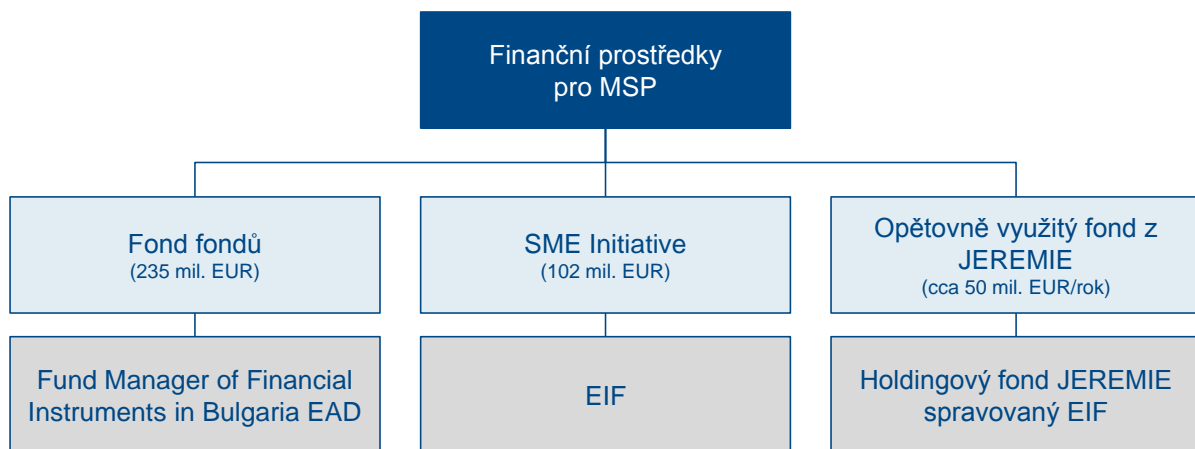 Finanční prostředky
pro MSP
Fond fondů
(235 mil. EUR)
SME Initiative
(102 mil. EUR)
Opětovně využitý fond z
JEREMIE
(cca 50 mil. EUR/rok)
Fund Manager of Financial
Instruments in Bulgaria EAD
EIF
Holdingový fond JEREMIE
spravovaný EIF